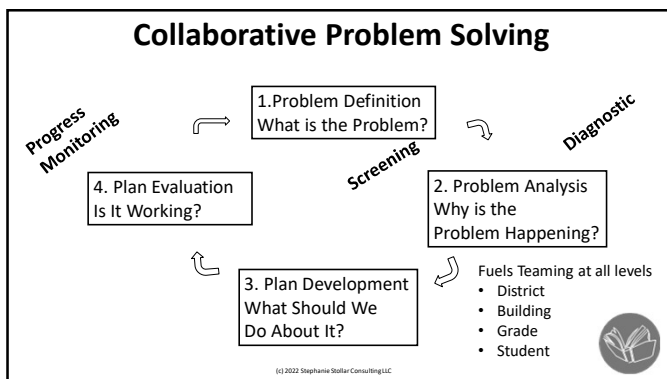 Collaborative Problem Solving
Progress
Monitoring
1.Problem Definition
What is the Problem?
Screening
Diagnostic
4. Plan Evaluation
Is It Working?
2. Problem Analysis
Why is the
Problem Happening?
3. Plan Development
What Should We
Do About It?
Fuels Teaming at all levels
• District
• Building
• Grade
• Student
(c) 2022 Stephanie Stollar Consulting LLC